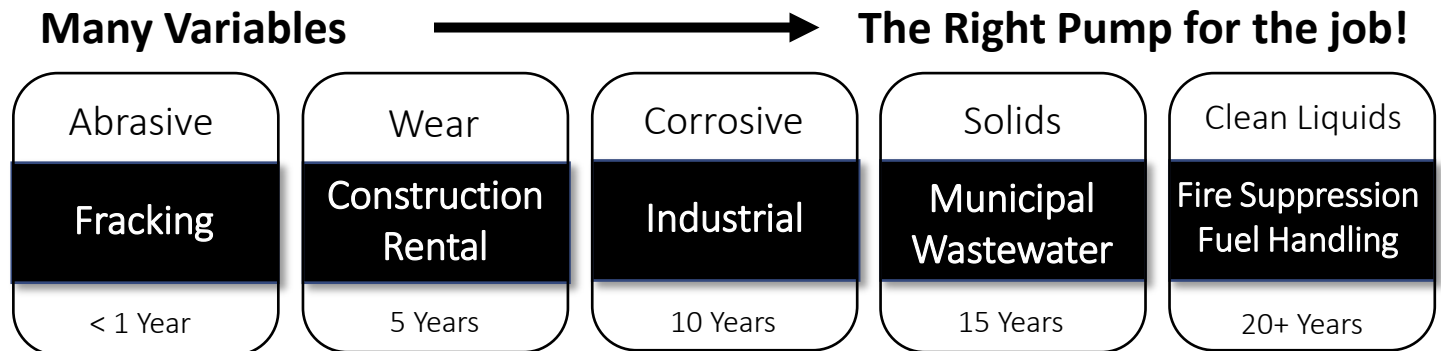 Many Variables
The Right Pump for the job!
Abrasive
Fracking
< 1 Year
Wear
Construction
Rental
5 Years
Corrosive
Industrial
10 Years
Solids
Municipal
Wastewater
15 Years
Clean Liquids
Fire Suppression
Fuel Handling
20+ Years